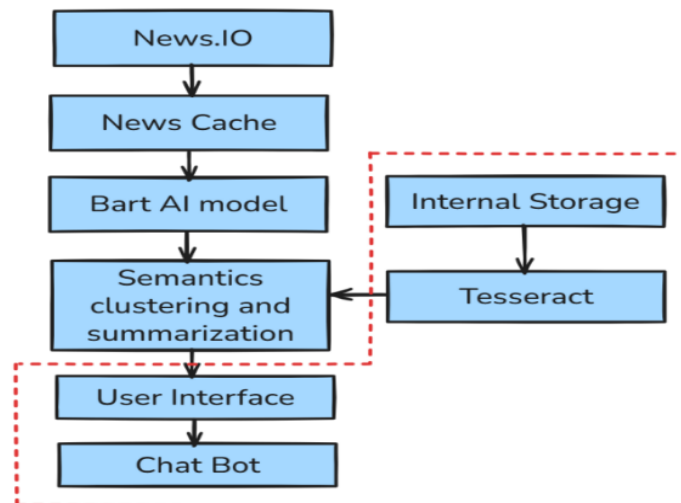 News.IO
News Cache
Bart AI model
Internal Storage
Semantics
clustering and
summarization
Tesseract
User Interface
Chat Bot